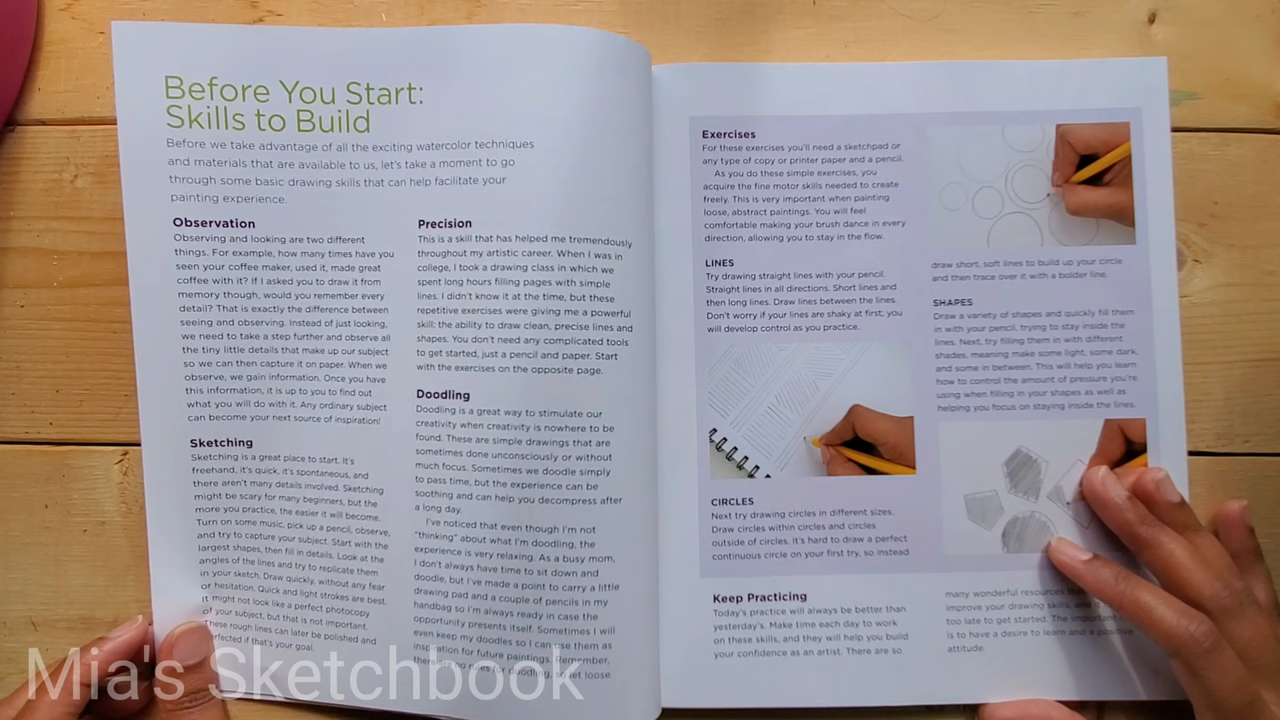 Before You Start:
Skills to Build
Before we take advantage of all the exciting watercolor techniques
and materials that are available to us, let's take a moment to go
through some basic drawing skills that can help facilitate your
painting experience.
Observation
Observing and looking are two different
things. For example, how many times have you
seen your coffee maker, used it, made great
coffee with it? If I asked you to draw it from
memory though, would you remember every
detail? That is exactly the difference between
seeing and observing. Instead of just looking,
we need to take a step further and observe all
the tiny little details that make up our subject
so we can then capture it on paper. When we
observe, we gain information. Once you have
this information, it is up to you to find out
what you will do with it. Any ordinary subject
can become your next source of inspiration!
Sketching
Sketching is a great place to start. It's
freehand, it's quick, it's spontaneous, and
there aren't many details involved. Sketching
might be scary for many beginners, but the
more you practice, the easier it will become.
Turn on some music, pick up a pencil, observe,
and try to capture your subject. Start with the
largest shapes, then fill in details. Look at the
angles of the lines and try to replicate them
in your sketch. Draw quickly, without any fear
or hesitation. Quick and light strokes are best.
It might not look like a perfect photocopy
of your subject, but that is not important.
These rough lines can later be polished and
perfected if that's your goal.
Precision
This is a skill that has helped me tremendously
throughout my artistic career. When I was in
college, I took a drawing class in which we
spent long hours filling pages with simple
lines. I didn't know it at the time, but these
repetitive exercises were giving me a powerful
skill: the ability to draw clean, precise lines and
shapes. You don't need any complicated tools
to get started, just a pencil and paper. Start
with the exercises on the opposite page.
Doodling
Doodling is a great way to stimulate our
creativity when creativity is nowhere to be
found. These are simple drawings that are
sometimes done unconsciously or without
much focus. Sometimes we doodle simply
to pass time, but the experience can be
soothing and can help you decompress after
a long day.
I've noticed that even though I'm not
"thinking" about what I'm doodling, the
experience is very relaxing. As a busy mom,
I don't always have time to sit down and
doodle, but I've made a point to carry a little
drawing pad and a couple of pencils in my
handbag so I'm always ready in case the
opportunity presents itself. Sometimes I will
even keep my doodles so I can use them as
inspiration for future paintings. Remember,
there are no rules for doodling, so let loose.
Exercises
For these exercises you'll need a sketchpad or
any type of copy or printer paper and a pencil.
As you do these simple exercises, you
acquire the fine motor skills needed to create
freely. This is very important when painting
loose, abstract paintings. You will feel
comfortable making your brush dance in every
direction, allowing you to stay in the flow.
LINES
Try drawing straight lines with your pencil.
Straight lines in all directions. Short lines and
then long lines. Draw lines between the lines.
Don't worry if your lines are shaky at first; you
will develop control as you practice.
CIRCLES
Next try drawing circles in different sizes.
Draw circles within circles and circles
outside of circles. It's hard to draw a perfect
continuous circle on your first try, so instead
draw short, soft lines to build up your circle
and then trace over it with a bolder line.
SHAPES
Draw a variety of shapes and quickly fill them
in with your pencil, trying to stay inside the
lines. Next, try filling them in with different
shades, meaning make some light, some dark,
and some in between. This will help you learn
how to control the amount of pressure you're
using when filling in your shapes as well as
helping you focus on staying inside the lines.
Keep Practicing
Today's practice will always be better than
yesterday's. Make time each day to work
on these skills, and they will help you build
your confidence as an artist. There are so
many wonderful resources
improve your drawing skills, and
too late to get started. The important
is to have a desire to learn and a positive
attitude.
Mia's Sketchbook